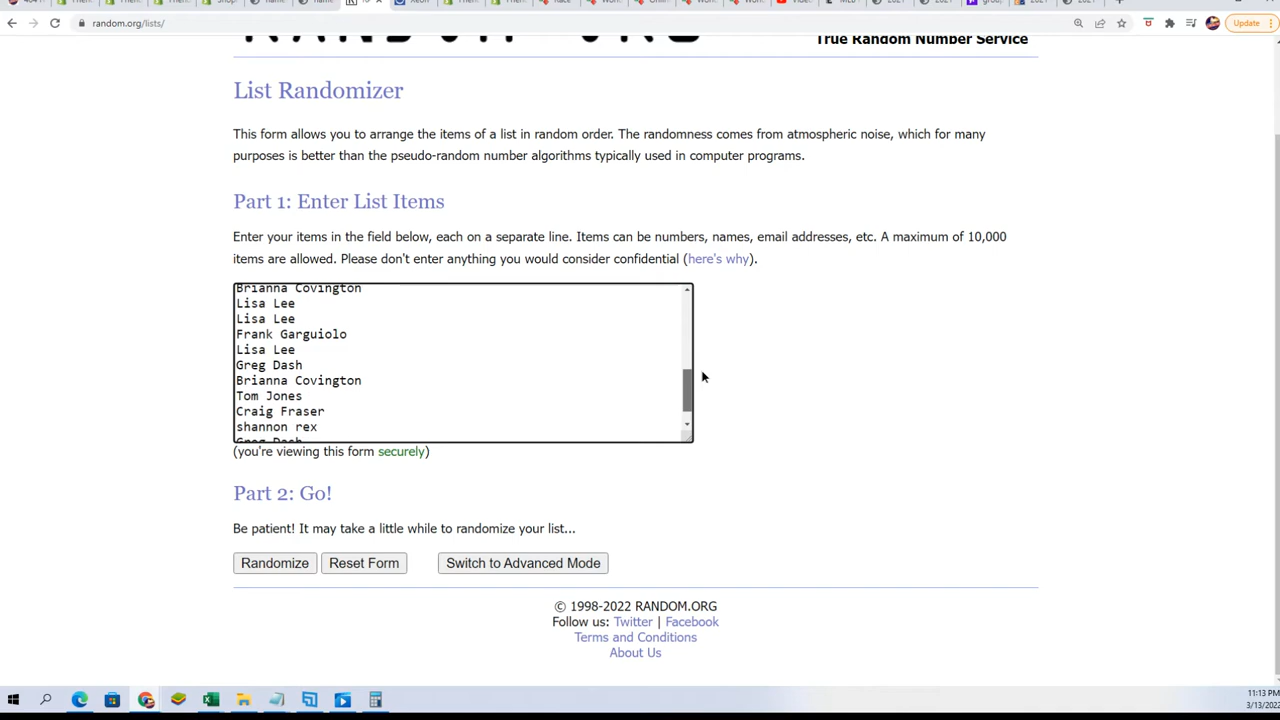 random.org/lists/
Update
True Random Number Service
List Randomizer
This form allows you to arrange the items of a list in random order. The randomness comes from atmospheric noise, which for many
purposes is better than the pseudo-random number algorithms typically used in computer programs.
Part 1: Enter List Items
Enter your items in the field below, each on a separate line. Items can be numbers, names, email addresses, etc. A maximum of 10,000
items are allowed. Please don't enter anything you would consider confidential (here's why).
Brianna Covington
Lisa Lee
Lisa Lee
Frank Garguiolo
Lisa Lee
Greg Dash
Brianna Covington
Tom Jones
Craig Fraser
shannon rex
Greg Dash
(you're viewing this form securely)
Part 2: Go!
Be patient! It may take a little while to randomize your list...
Randomize Reset Form Switch to Advanced Mode
© 1998-2022 RANDOM.ORG
Follow us: Twitter | Facebook
Terms and Conditions
About Us
11:13 PM